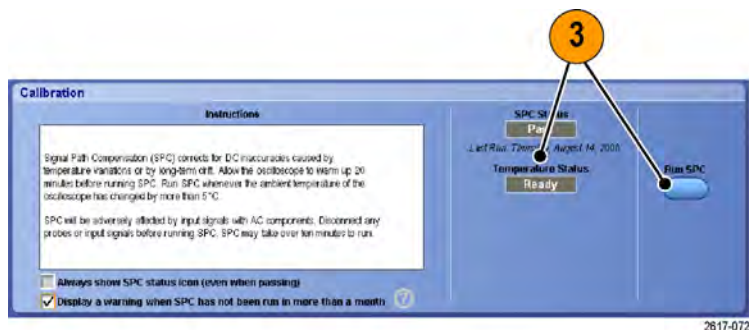 3
Calibration
Instructions
Signal Path Compensation (SPC) corrects for DC inaccuracies caused by
temperature variations or by long-term drift. Allow the oscilloscope to warm up 20
minutes before running SPC. Run SPC whenever the ambient temperature of the
oscilloscope has changed by more than 5°C.
SPC will be adversely affected by input signals with AC components. Disconnect any
probes or input signals before running SPC. SPC may take over ten minutes to run.
Always show SPC status icon (even when passing)
Display a warning when SPC has not been run in more than a month
?
SPC Status
Last Run: August 14,
Temperature Status
Ready
Run SPC
2617-072